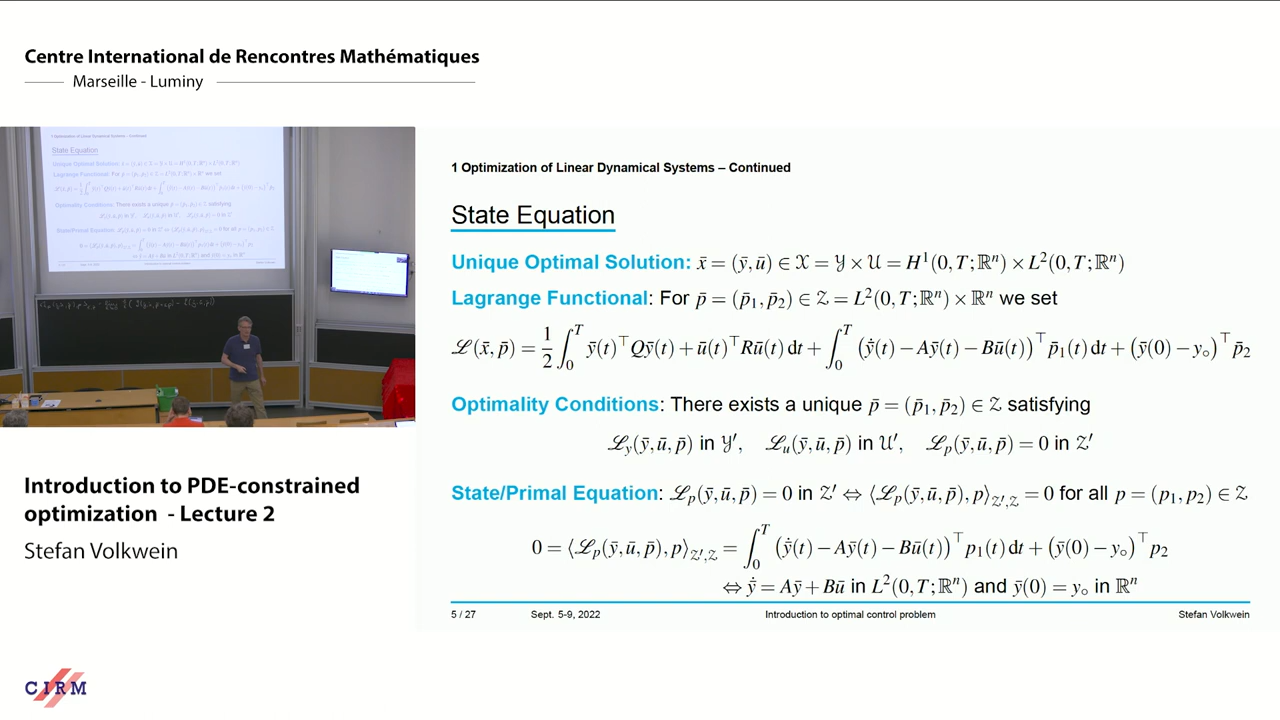 Centre International de Rencontres Mathématiques
Marseille - Luminy
1 Optimization of Linear Dynamical Systems – Continued
State Equation
Unique Optimal Solution: x̄ = (ȳ,ū) ∈ 𝒳 = 𝒴 × 𝒰 = H¹(0,T;ℝⁿ) × L²(0,T;ℝⁿ)
Lagrange Functional: For p̄ = (p̄₁,p̄₂) ∈ 𝒵 = L²(0,T;ℝⁿ) × ℝⁿ we set
ℒ(x̄,p̄) = 1/2 ∫₀ᵀ ȳ(t)⊤Qȳ(t) + ū(t)⊤Rū(t) dt + ∫₀ᵀ (ẏ̄(t) − Aȳ(t) − Bū(t))⊤ p̄₁(t) dt + (ȳ(0) − y∘)⊤ p̄₂
Optimality Conditions: There exists a unique p̄ = (p̄₁,p̄₂) ∈ 𝒵 satisfying
ℒ_y(ȳ,ū,p̄) in 𝒴′, ℒ_u(ȳ,ū,p̄) in 𝒰′, ℒ_p(ȳ,ū,p̄) = 0 in 𝒵′
State/Primal Equation: ℒ_p(ȳ,ū,p̄) = 0 in 𝒵′ ⇔ ⟨ℒ_p(ȳ,ū,p̄),p⟩_𝒵′,𝒵 = 0 for all p = (p₁,p₂) ∈ 𝒵
0 = ⟨ℒ_p(ȳ,ū,p̄),p⟩_𝒵′,𝒵 = ∫₀ᵀ (ẏ̄(t) − Aȳ(t) − Bū(t))⊤ p₁(t) dt + (ȳ(0) − y∘)⊤ p₂
⇔ ẏ̄ = Aȳ + Bū in L²(0,T;ℝⁿ) and ȳ(0) = y∘ in ℝⁿ
5 / 27 Sept. 5-9, 2022 Introduction to optimal control problem Stefan Volkwein
Introduction to PDE-constrained
optimization - Lecture 2
Stefan Volkwein
CIRM